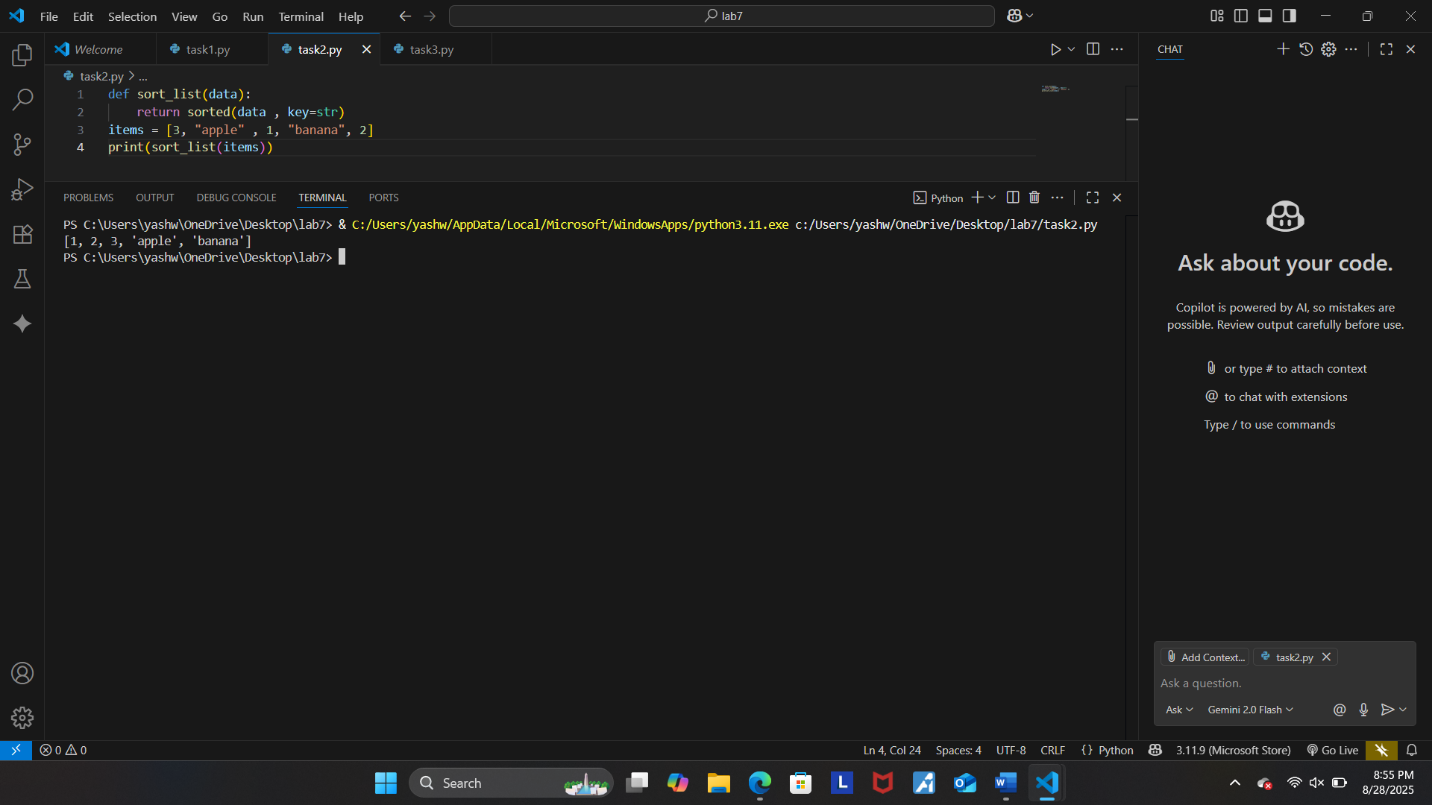 File Edit Selection View Go Run Terminal Help
lab7
Welcome task1.py task2.py task3.py
task2.py > ...
1 def sort_list(data):
2     return sorted(data , key=str)
3 items = [3, "apple" , 1, "banana", 2]
4 print(sort_list(items))
PROBLEMS OUTPUT DEBUG CONSOLE TERMINAL PORTS
Python
PS C:\Users\yashw\OneDrive\Desktop\lab7> & C:/Users/yashw/AppData/Local/Microsoft/WindowsApps/python3.11.exe c:/Users/yashw/OneDrive/Desktop/lab7/task2.py
[1, 2, 3, 'apple', 'banana']
PS C:\Users\yashw\OneDrive\Desktop\lab7>
CHAT
Ask about your code.
Copilot is powered by AI, so mistakes are
possible. Review output carefully before use.
or type # to attach context
@ to chat with extensions
Type / to use commands
Add Context... task2.py
Ask a question.
Ask Gemini 2.0 Flash @
0 0 Ln 4, Col 24 Spaces: 4 UTF-8 CRLF {} Python 3.11.9 (Microsoft Store) Go Live
Search
L
8:55 PM
8/28/2025